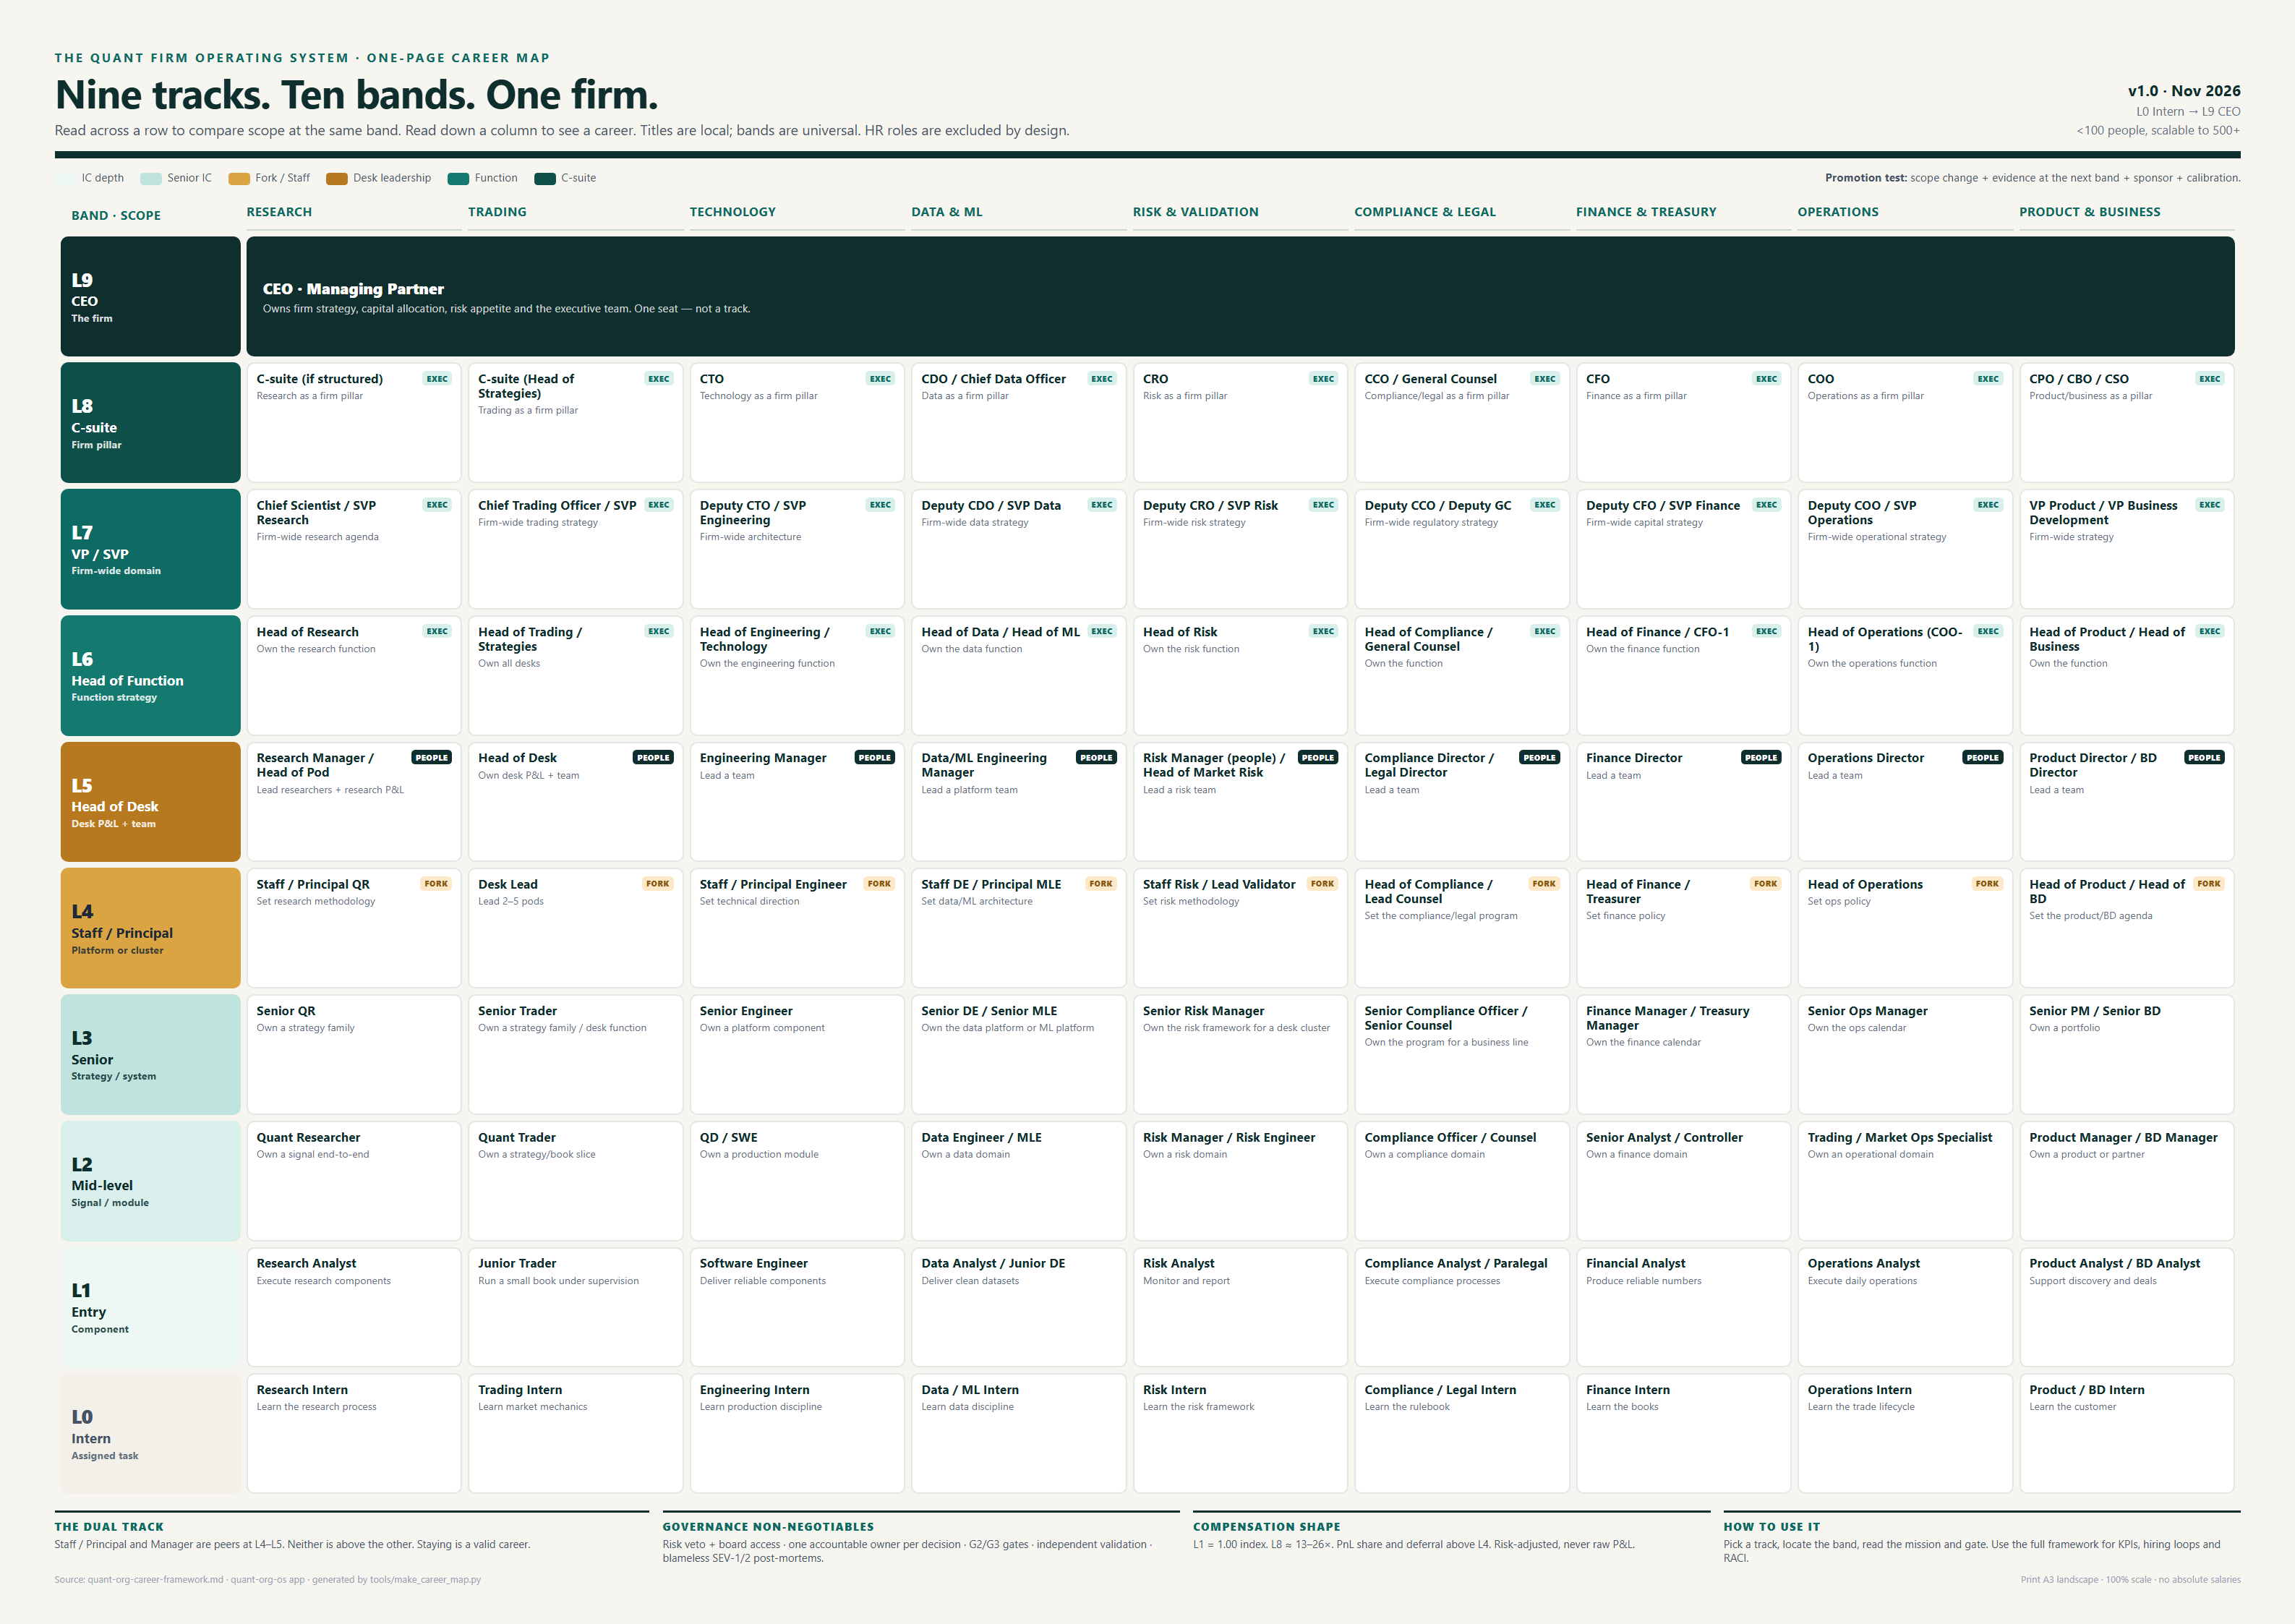 THE QUANT FIRM OPERATING SYSTEM · ONE-PAGE CAREER MAP
Nine tracks. Ten bands. One firm.
Read across a row to compare scope at the same band. Read down a column to see a career. Titles are local; bands are universal. HR roles are excluded by design.
v1.0 · Nov 2026
L0 Intern → L9 CEO
<100 people, scalable to 500+
IC depth
Senior IC
Fork / Staff
Desk leadership
Function
C-suite
Promotion test: scope change + evidence at the next band + sponsor + calibration.
BAND · SCOPE
RESEARCH
TRADING
TECHNOLOGY
DATA & ML
RISK & VALIDATION
COMPLIANCE & LEGAL
FINANCE & TREASURY
OPERATIONS
PRODUCT & BUSINESS
L9
CEO
The firm
CEO · Managing Partner
Owns firm strategy, capital allocation, risk appetite and the executive team. One seat — not a track.
L8
C-suite
Firm pillar
C-suite (if structured)
EXEC
Research as a firm pillar
C-suite (Head of
Strategies)
EXEC
Trading as a firm pillar
CTO
EXEC
Technology as a firm pillar
CDO / Chief Data Officer
EXEC
Data as a firm pillar
CRO
EXEC
Risk as a firm pillar
CCO / General Counsel
EXEC
Compliance/legal as a firm pillar
CFO
EXEC
Finance as a firm pillar
COO
EXEC
Operations as a firm pillar
CPO / CBO / CSO
EXEC
Product/business as a pillar
L7
VP / SVP
Firm-wide domain
Chief Scientist / SVP
Research
EXEC
Firm-wide research agenda
Chief Trading Officer / SVP
EXEC
Firm-wide trading strategy
Deputy CTO / SVP
Engineering
EXEC
Firm-wide architecture
Deputy CDO / SVP Data
EXEC
Firm-wide data strategy
Deputy CRO / SVP Risk
EXEC
Firm-wide risk strategy
Deputy CCO / Deputy GC
EXEC
Firm-wide regulatory strategy
Deputy CFO / SVP Finance
EXEC
Firm-wide capital strategy
Deputy COO / SVP
Operations
EXEC
Firm-wide operational strategy
VP Product / VP Business
Development
EXEC
Firm-wide strategy
L6
Head of Function
Function strategy
Head of Research
EXEC
Own the research function
Head of Trading /
Strategies
EXEC
Own all desks
Head of Engineering /
Technology
EXEC
Own the engineering function
Head of Data / Head of ML
EXEC
Own the data function
Head of Risk
EXEC
Own the risk function
Head of Compliance /
General Counsel
EXEC
Own the function
Head of Finance / CFO-1
EXEC
Own the finance function
Head of Operations (COO-
1)
EXEC
Own the operations function
Head of Product / Head of
Business
EXEC
Own the function
L5
Head of Desk
Desk P&L + team
Research Manager /
Head of Pod
PEOPLE
Lead researchers + research P&L
Head of Desk
PEOPLE
Own desk P&L + team
Engineering Manager
PEOPLE
Lead a team
Data/ML Engineering
Manager
PEOPLE
Lead a platform team
Risk Manager (people) /
Head of Market Risk
PEOPLE
Lead a risk team
Compliance Director /
Legal Director
PEOPLE
Lead a team
Finance Director
PEOPLE
Lead a team
Operations Director
PEOPLE
Lead a team
Product Director / BD
Director
PEOPLE
Lead a team
L4
Staff / Principal
Platform or cluster
Staff / Principal QR
FORK
Set research methodology
Desk Lead
FORK
Lead 2–5 pods
Staff / Principal Engineer
FORK
Set technical direction
Staff DE / Principal MLE
FORK
Set data/ML architecture
Staff Risk / Lead Validator
FORK
Set risk methodology
Head of Compliance /
Lead Counsel
FORK
Set the compliance/legal program
Head of Finance /
Treasurer
FORK
Set finance policy
Head of Operations
FORK
Set ops policy
Head of Product / Head of
BD
FORK
Set the product/BD agenda
L3
Senior
Strategy / system
Senior QR
Own a strategy family
Senior Trader
Own a strategy family / desk function
Senior Engineer
Own a platform component
Senior DE / Senior MLE
Own the data platform or ML platform
Senior Risk Manager
Own the risk framework for a desk cluster
Senior Compliance Officer /
Senior Counsel
Own the program for a business line
Finance Manager / Treasury
Manager
Own the finance calendar
Senior Ops Manager
Own the ops calendar
Senior PM / Senior BD
Own a portfolio
L2
Mid-level
Signal / module
Quant Researcher
Own a signal end-to-end
Quant Trader
Own a strategy/book slice
QD / SWE
Own a production module
Data Engineer / MLE
Own a data domain
Risk Manager / Risk Engineer
Own a risk domain
Compliance Officer / Counsel
Own a compliance domain
Senior Analyst / Controller
Own a finance domain
Trading / Market Ops Specialist
Own an operational domain
Product Manager / BD Manager
Own a product or partner
L1
Entry
Component
Research Analyst
Execute research components
Junior Trader
Run a small book under supervision
Software Engineer
Deliver reliable components
Data Analyst / Junior DE
Deliver clean datasets
Risk Analyst
Monitor and report
Compliance Analyst / Paralegal
Execute compliance processes
Financial Analyst
Produce reliable numbers
Operations Analyst
Execute daily operations
Product Analyst / BD Analyst
Support discovery and deals
L0
Intern
Assigned task
Research Intern
Learn the research process
Trading Intern
Learn market mechanics
Engineering Intern
Learn production discipline
Data / ML Intern
Learn data discipline
Risk Intern
Learn the risk framework
Compliance / Legal Intern
Learn the rulebook
Finance Intern
Learn the books
Operations Intern
Learn the trade lifecycle
Product / BD Intern
Learn the customer
THE DUAL TRACK
Staff / Principal and Manager are peers at L4–L5. Neither is above the other. Staying is a valid career.
GOVERNANCE NON-NEGOTIABLES
Risk veto + board access · one accountable owner per decision · G2/G3 gates · independent validation ·
blameless SEV-1/2 post-mortems.
COMPENSATION SHAPE
L1 = 1.00 index. L8 ≈ 13–26×. PnL share and deferral above L4. Risk-adjusted, never raw P&L.
HOW TO USE IT
Pick a track, locate the band, read the mission and gate. Use the full framework for KPIs, hiring loops and
RACI.
Source: quant-org-career-framework.md · quant-org-os app · generated by tools/make_career_map.py
Print A3 landscape · 100% scale · no absolute salaries